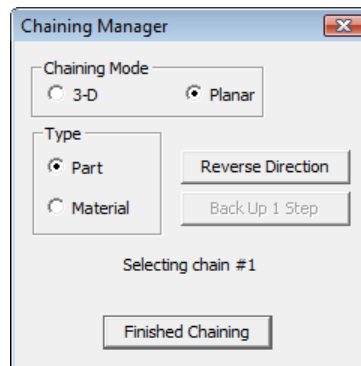 Chaining Manager
Chaining Mode
3-D
Planar
Type
Part
Material
Reverse Direction
Back Up 1 Step
Selecting chain #1
Finished Chaining